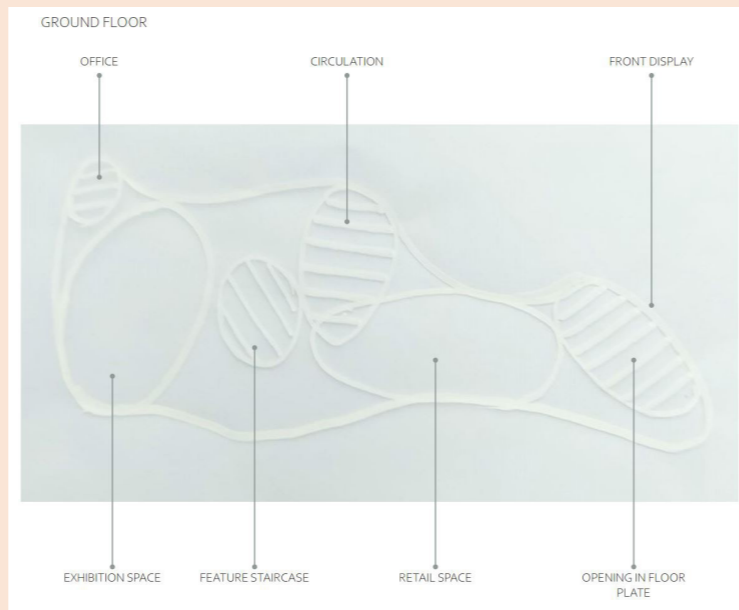 GROUND FLOOR
OFFICE
CIRCULATION
FRONT DISPLAY
EXHIBITION SPACE
FEATURE STAIRCASE
RETAIL SPACE
OPENING IN FLOOR
PLATE